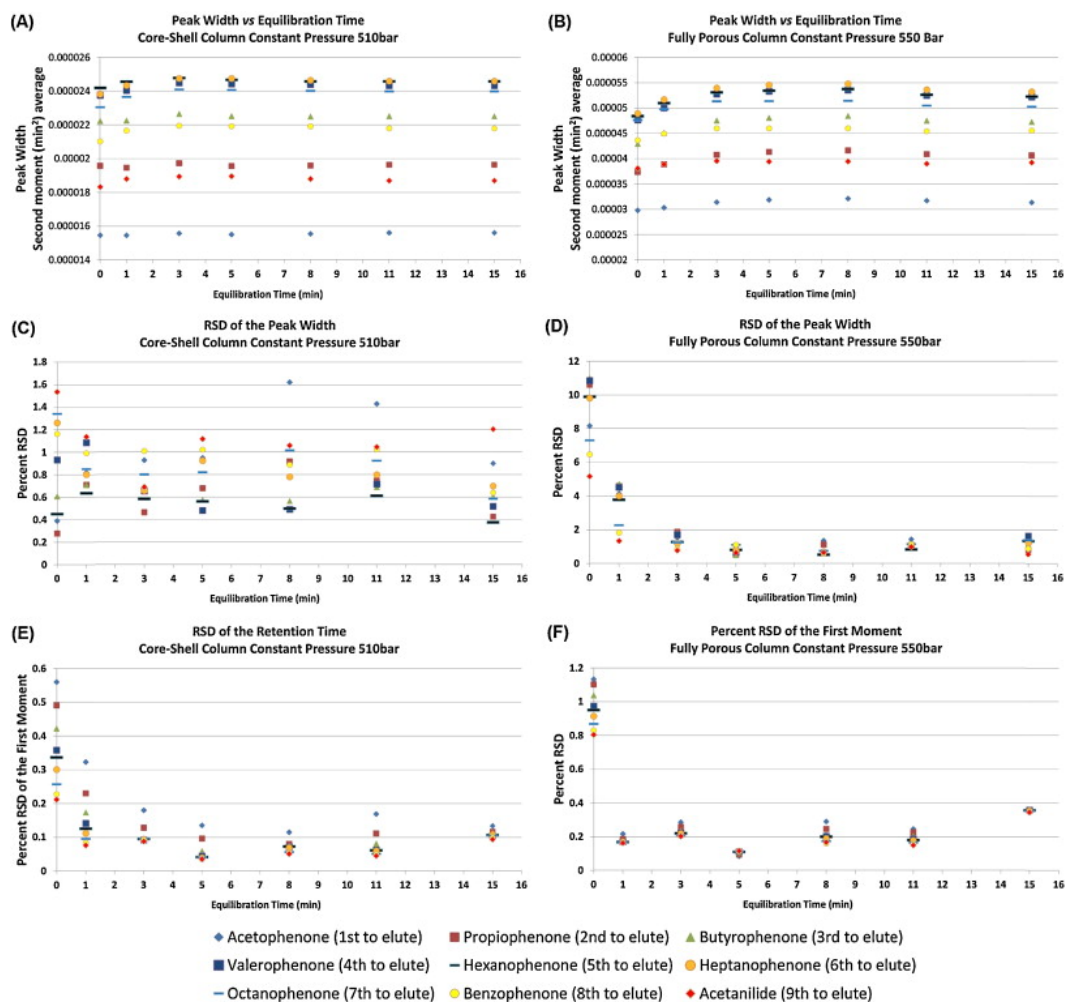 (A)
Peak Width vs Equilibration Time
Core-Shell Column Constant Pressure 510bar
Peak Width
Second moment (min²) average
0.000026
0.000024
0.000022
0.00002
0.000018
0.000016
0.000014
0 1 2 3 4 5 6 7 8 9 10 11 12 13 14 15 16
Equilibration Time (min)
(B)
Peak Width vs Equilibration Time
Fully Porous Column Constant Pressure 550 Bar
Peak Width
Second moment (min²) average
0.00006
0.000055
0.00005
0.000045
0.00004
0.000035
0.00003
0.000025
0.00002
0 1 2 3 4 5 6 7 8 9 10 11 12 13 14 15 16
Equilibration Time (min)
(C)
RSD of the Peak Width
Core-Shell Column Constant Pressure 510bar
Percent RSD
1.8
1.6
1.4
1.2
1
0.8
0.6
0.4
0.2
0
0 1 2 3 4 5 6 7 8 9 10 11 12 13 14 15 16
Equilibration Time (min)
(D)
RSD of the Peak Width
Fully Porous Column Constant Pressure 550bar
Percent RSD
12
10
8
6
4
2
0
0 1 2 3 4 5 6 7 8 9 10 11 12 13 14 15 16
Equilibration Time (min)
(E)
RSD of the Retention Time
Core-Shell Column Constant Pressure 510bar
Percent RSD of the First Moment
0.6
0.5
0.4
0.3
0.2
0.1
0
0 1 2 3 4 5 6 7 8 9 10 11 12 13 14 15 16
Equilibration Time (min)
(F)
Percent RSD of the First Moment
Fully Porous Column Constant Pressure 550bar
Percent RSD
1.2
1
0.8
0.6
0.4
0.2
0
0 1 2 3 4 5 6 7 8 9 10 11 12 13 14 15 16
Equilibration Time (min)
Acetophenone (1st to elute)
Propiophenone (2nd to elute)
Butyrophenone (3rd to elute)
Valerophenone (4th to elute)
Hexanophenone (5th to elute)
Heptanophenone (6th to elute)
Octanophenone (7th to elute)
Benzophenone (8th to elute)
Acetanilide (9th to elute)